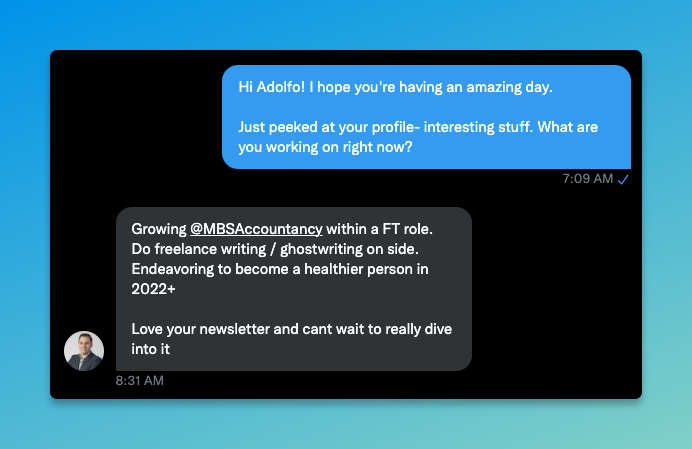 Hi Adolfo! I hope you're having an amazing day.
Just peeked at your profile- interesting stuff. What are
you working on right now?
7:09 AM
Growing @MBSAccountancy within a FT role.
Do freelance writing / ghostwriting on side.
Endeavoring to become a healthier person in
2022+
Love your newsletter and cant wait to really dive
into it
8:31 AM